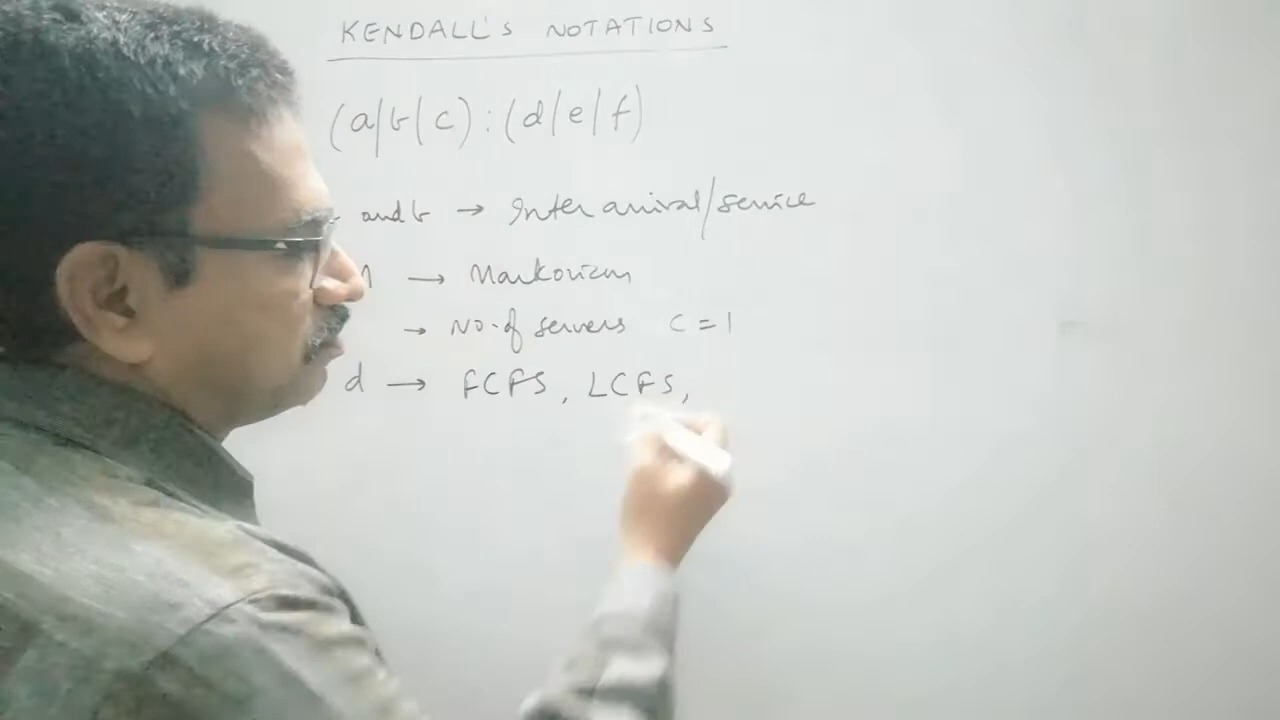 KENDALL'S NOTATIONS
(a/b/c) : (d/e/f)
and b → Inter arrival/service
→ Markovian
→ No. of servers c = 1
d → FCFS, LCFS,